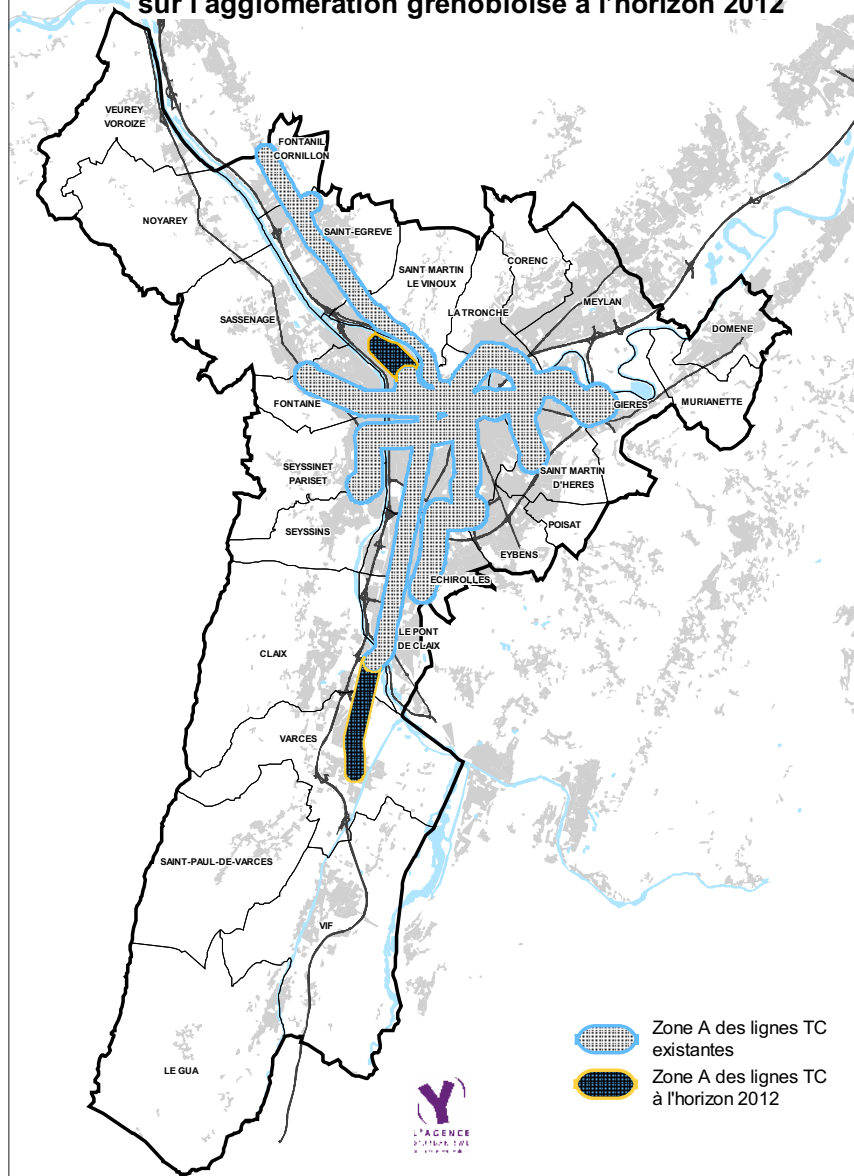 sur l'agglomération grenobloise à l'horizon 2012
VEUREY
VOROIZE
FONTANIL
CORNILLON
NOYAREY
SAINT-EGREVE
SAINT MARTIN
LE VINOUX
CORENC
LA TRONCHE
MEYLAN
SASSENAGE
DOMENE
FONTAINE
GIERES
MURIANETTE
SEYSSINET
PARISET
SAINT MARTIN
D'HERES
SEYSSINS
POISAT
EYBENS
ECHIROLLES
LE PONT
DE CLAIX
CLAIX
VARCES
SAINT-PAUL-DE-VARCES
VIF
LE GUA
Zone A des lignes TC
existantes
Zone A des lignes TC
à l'horizon 2012
L'AGENCE